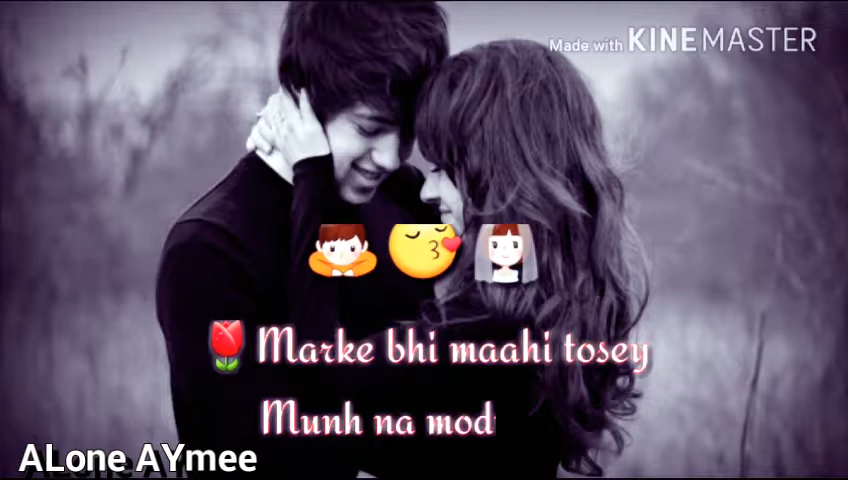 Made with KINEMASTER
Marke bhi maahi tosey
Munh na mod
ALone AYmee